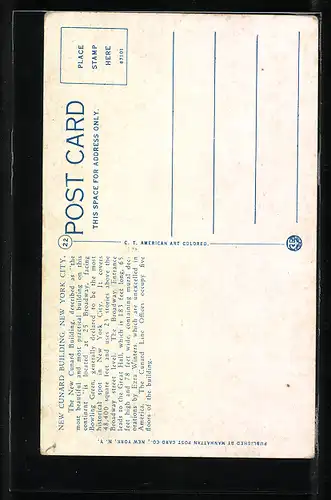 NEW CUNARD BUILDING, NEW YORK CITY.
The New Cunard Building, described as "the
most beautiful and most practical building on this
continent" is located at 25 Broadway, facing
Bowling Green, generally declared to be the most
historical spot in New York City. It covers
48,400 square feet and uses 23 stories above the
Broadway street level. The Broadway Entrance
leads to the Great Hall, which is 183 feet long, 65
feet high and 78 feet wide, containing mural dec-
orations by Ezra Winters, which are unexcelled in
America. The Cunard Line Offices occupy five
floors of the building.
22
POST CARD
THIS SPACE FOR ADDRESS ONLY.
PLACE
STAMP
HERE
87101
C. T. AMERICAN ART COLORED.
PUBLISHED BY MANHATTAN POST CARD CO., NEW YORK, N. Y.